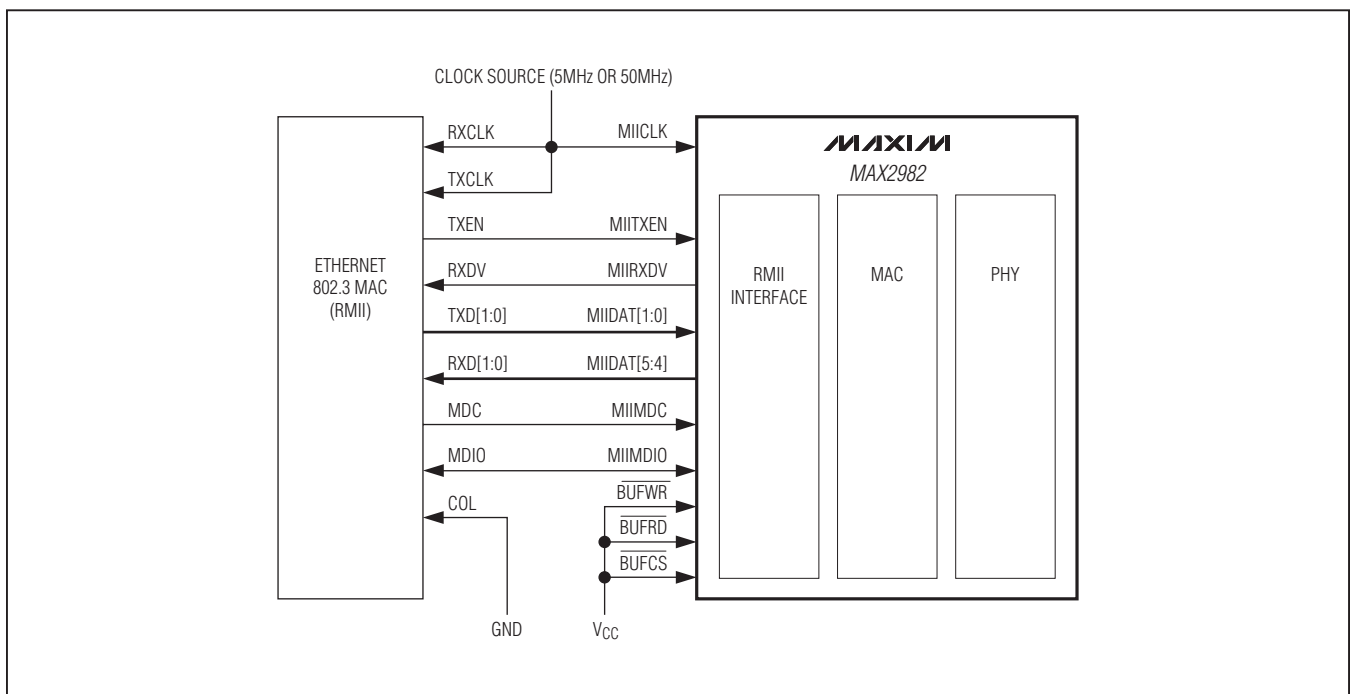 CLOCK SOURCE (5MHz OR 50MHz)
RXCLK
MIICLK
TXCLK
TXEN
MIITXEN
RXDV
MIIRXDV
TXD[1:0]
MIIDAT[1:0]
RXD[1:0]
MIIDAT[5:4]
MDC
MIIMDC
MDIO
MIIMDIO
COL
BUFWR
BUFRD
BUFCS
GND
VCC
ETHERNET
802.3 MAC
(RMII)
MAXIM
MAX2982
RMII
INTERFACE
MAC
PHY